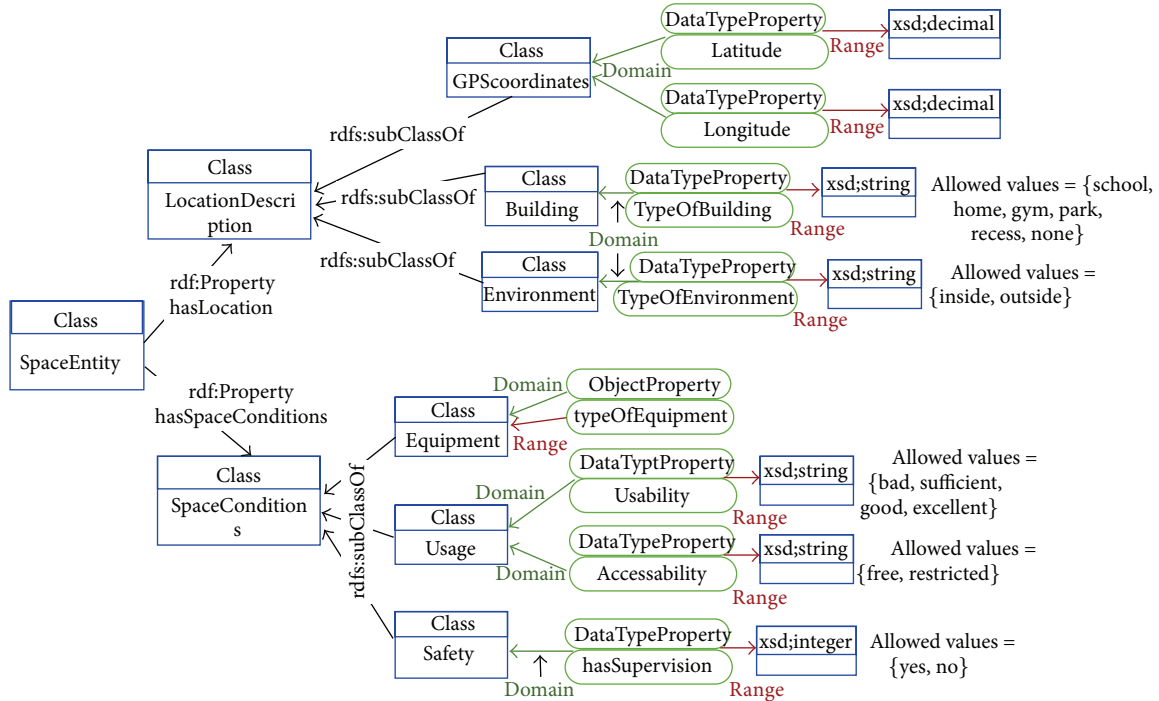 Class
GPScoordinates
DataTypeProperty
Latitude
Domain
Range
xsd;decimal
DataTypeProperty
Longitude
Range
xsd;decimal
rdfs:subClassOf
Class
LocationDescri
ption
rdfs:subClassOf
Class
Building
DataTypeProperty
TypeOfBuilding
xsd;string
Range
Allowed values = {school,
home, gym, park,
recess, none}
Domain
rdfs:subClassOf
Class
Environment
DataTypeProperty
TypeOfEnvironment
xsd;string
Range
Allowed values =
{inside, outside}
rdf:Property
hasLocation
Class
SpaceEntity
rdf:Property
hasSpaceConditions
Class
SpaceCondition
s
rdfs:subClassOf
Class
Equipment
Domain
Range
ObjectProperty
typeOfEquipment
Class
Usage
Domain
DataTyptProperty
Usability
xsd;string
Range
Allowed values =
{bad, sufficient,
good, excellent}
Domain
DataTypeProperty
Accessability
xsd;string
Range
Allowed values =
{free, restricted}
Class
Safety
Domain
DataTypeProperty
hasSupervision
xsd;integer
Range
Allowed values =
{yes, no}